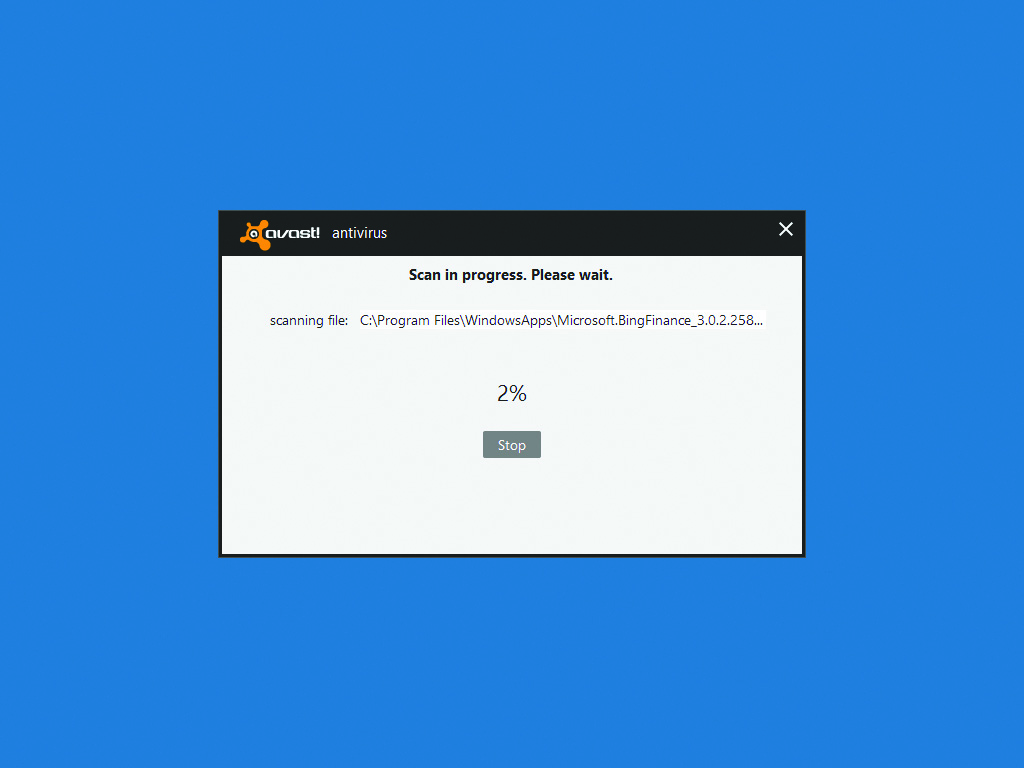 avast! antivirus
Scan in progress. Please wait.
scanning file: C:\Program Files\WindowsApps\Microsoft.BingFinance_3.0.2.258...
2%
Stop